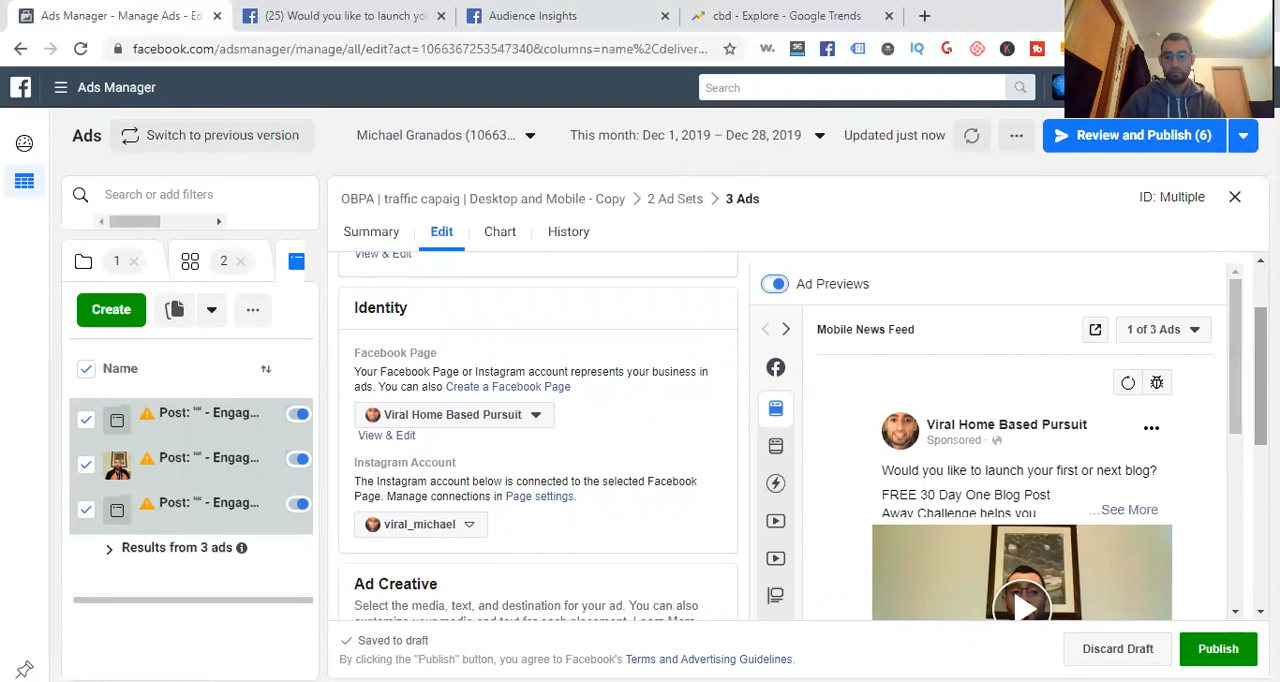 Ads Manager - Manage Ads - Ed
(25) Would you like to launch yo
Audience Insights
cbd - Explore - Google Trends
facebook.com/adsmanager/manage/all/edit?act=1066367253547340&columns=name%2Cdeliver...
Ads Manager
Search
Ads
Switch to previous version
Michael Granados (10663...
This month: Dec 1, 2019 – Dec 28, 2019
Updated just now
Review and Publish (6)
Search or add filters
OBPA | traffic capaig | Desktop and Mobile - Copy
2 Ad Sets
3 Ads
ID: Multiple
Summary
Edit
Chart
History
1
2
View & Edit
Create
Name
Post: "" - Engag...
Post: "" - Engag...
Post: "" - Engag...
Results from 3 ads
Identity
Facebook Page
Your Facebook Page or Instagram account represents your business in
ads. You can also Create a Facebook Page
Viral Home Based Pursuit
View & Edit
Instagram Account
The Instagram account below is connected to the selected Facebook
Page. Manage connections in Page settings.
viral_michael
Ad Creative
Select the media, text, and destination for your ad. You can also
customize your media and text for each placement. Learn More
Ad Previews
Mobile News Feed
1 of 3 Ads
Viral Home Based Pursuit
Sponsored ·
Would you like to launch your first or next blog?
FREE 30 Day One Blog Post
Away Challenge helps you
...See More
Saved to draft
By clicking the "Publish" button, you agree to Facebook's Terms and Advertising Guidelines.
Discard Draft
Publish